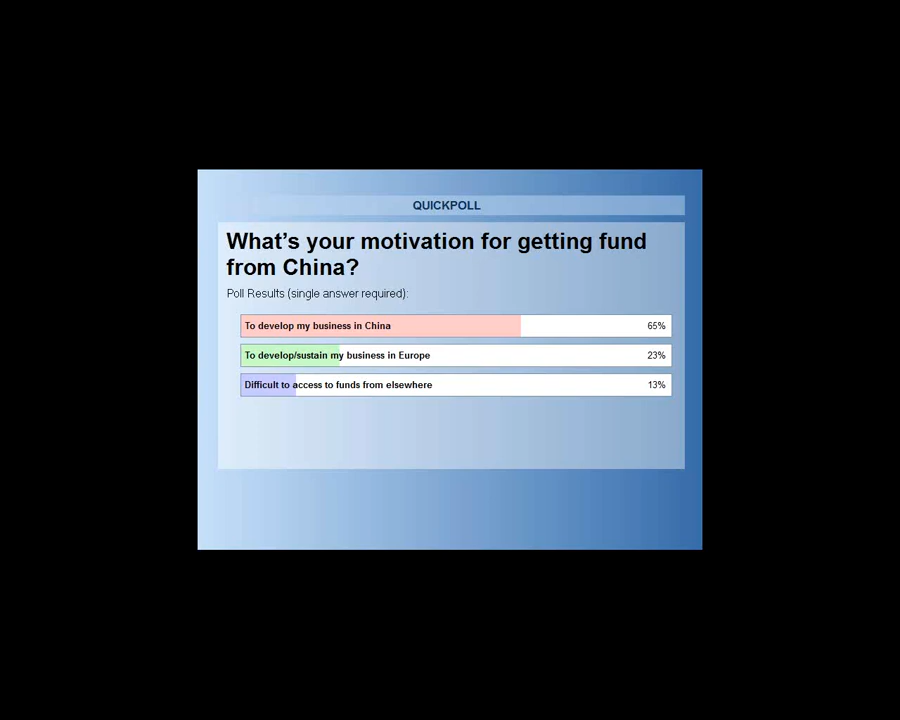 QUICKPOLL
What’s your motivation for getting fund
from China?
Poll Results (single answer required):
To develop my business in China 65%
To develop/sustain my business in Europe 23%
Difficult to access to funds from elsewhere 13%